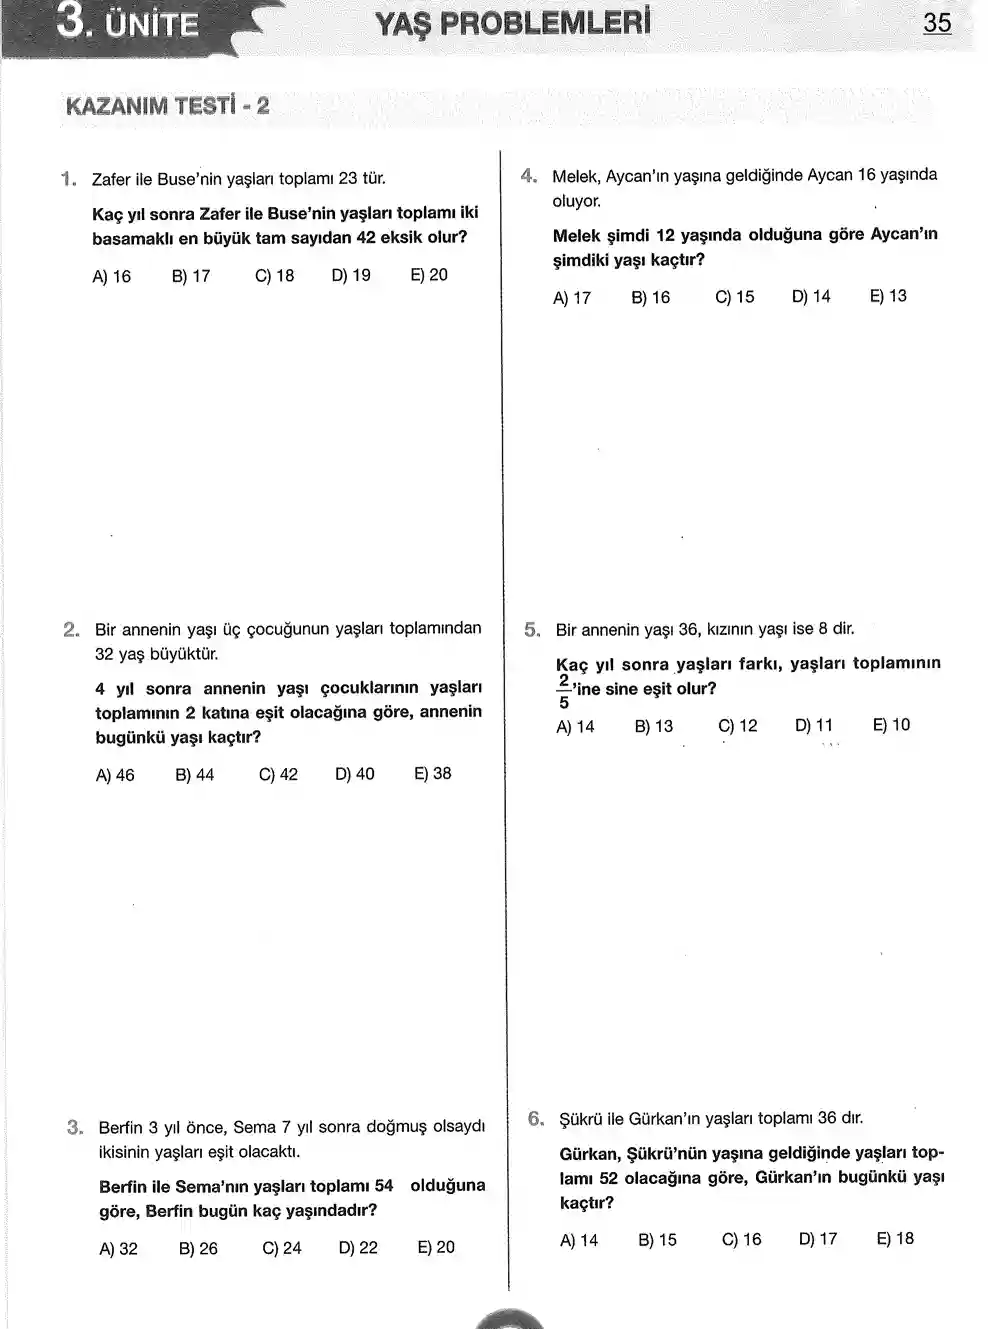 3. ÜNİTE
YAŞ PROBLEMLERİ
35
KAZANIM TESTİ - 2
1. Zafer ile Buse'nin yaşları toplamı 23 tür.
Kaç yıl sonra Zafer ile Buse'nin yaşları toplamı iki
basamaklı en büyük tam sayıdan 42 eksik olur?
A) 16 B) 17 C) 18 D) 19 E) 20
2. Bir annenin yaşı üç çocuğunun yaşları toplamından
32 yaş büyüktür.
4 yıl sonra annenin yaşı çocuklarının yaşları
toplamının 2 katına eşit olacağına göre, annenin
bugünkü yaşı kaçtır?
A) 46 B) 44 C) 42 D) 40 E) 38
3. Berfin 3 yıl önce, Sema 7 yıl sonra doğmuş olsaydı
ikisinin yaşları eşit olacaktı.
Berfin ile Sema'nın yaşları toplamı 54 olduğuna
göre, Berfin bugün kaç yaşındadır?
A) 32 B) 26 C) 24 D) 22 E) 20
4. Melek, Aycan'ın yaşına geldiğinde Aycan 16 yaşında
oluyor.
Melek şimdi 12 yaşında olduğuna göre Aycan'ın
şimdiki yaşı kaçtır?
A) 17 B) 16 C) 15 D) 14 E) 13
5. Bir annenin yaşı 36, kızının yaşı ise 8 dir.
Kaç yıl sonra yaşları farkı, yaşları toplamının
2/5'ine sine eşit olur?
A) 14 B) 13 C) 12 D) 11 E) 10
6. Şükrü ile Gürkan'ın yaşları toplamı 36 dır.
Gürkan, Şükrü'nün yaşına geldiğinde yaşları top-
lamı 52 olacağına göre, Gürkan'ın bugünkü yaşı
kaçtır?
A) 14 B) 15 C) 16 D) 17 E) 18